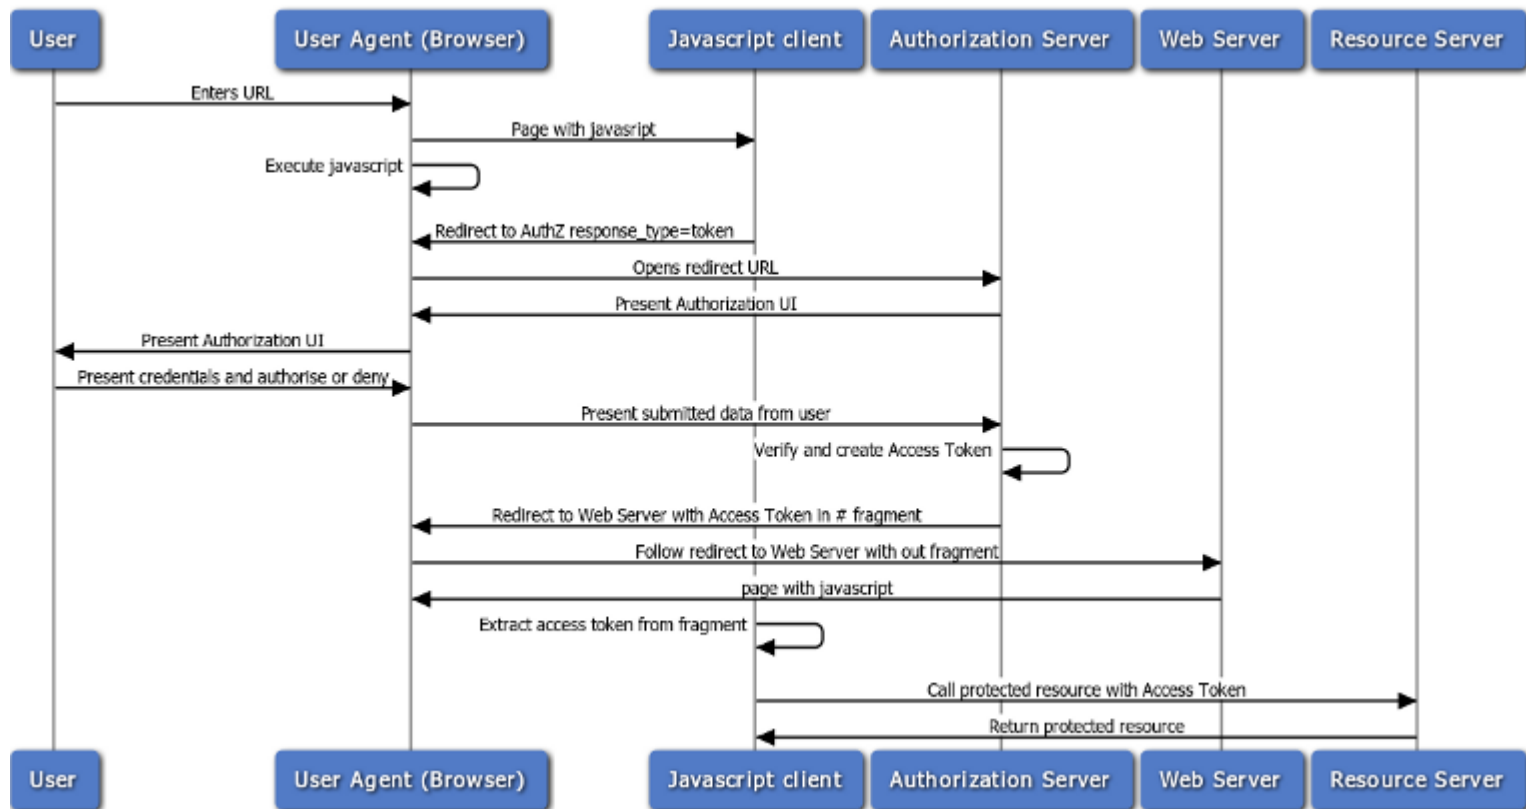 User
User Agent (Browser)
Javascript client
Authorization Server
Web Server
Resource Server
Enters URL
Page with javasript
Execute javascript
Redirect to AuthZ response_type=token
Opens redirect URL
Present Authorization UI
Present Authorization UI
Present credentials and authorise or deny
Present submitted data from user
Verify and create Access Token
Redirect to Web Server with Access Token in # fragment
Follow redirect to Web Server with out fragment
page with javascript
Extract access token from fragment
Call protected resource with Access Token
Return protected resource
User
User Agent (Browser)
Javascript client
Authorization Server
Web Server
Resource Server